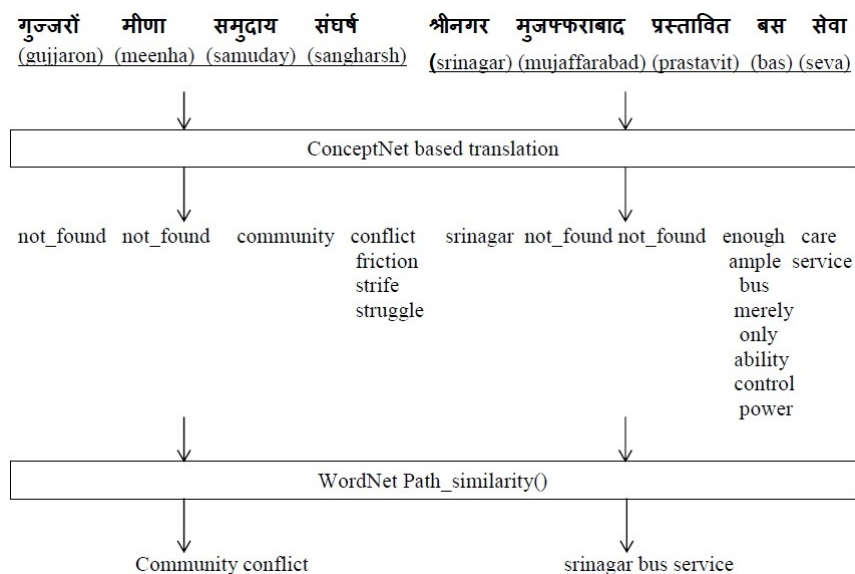 गुज्जरों मीणा समुदाय संघर्ष श्रीनगर मुजफ्फराबाद प्रस्तावित बस सेवा
(gujjaron) (meenha) (samuday) (sangharsh) (srinagar) (mujaffarabad) (prastavit) (bas) (seva)
ConceptNet based translation
not_found not_found community conflict srinagar not_found not_found enough care
friction ample service
strife bus
struggle merely
only
ability
control
power
WordNet Path_similarity()
Community conflict srinagar bus service